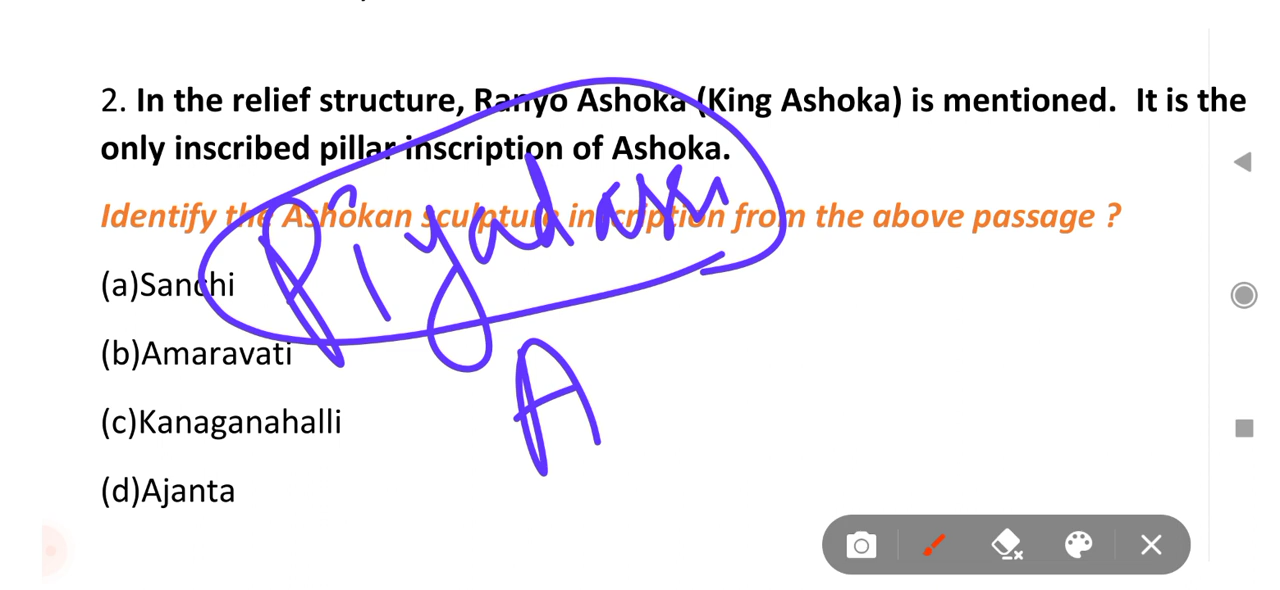 2. In the relief structure, Ranyo Ashoka (King Ashoka) is mentioned. It is the
only inscribed pillar inscription of Ashoka.
Identify the Ashokan sculpture inscription from the above passage ?
Piyadassi
(a)Sanchi
(b)Amaravati
A
(c)Kanaganahalli
(d)Ajanta